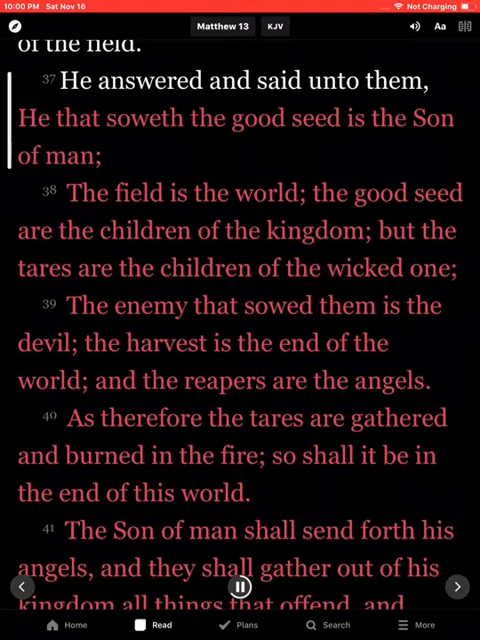 10:00 PM Sat Nov 16 Not Charging
Matthew 13 KJV Aa
of the field.
37 He answered and said unto them,
He that soweth the good seed is the Son
of man;
38 The field is the world; the good seed
are the children of the kingdom; but the
tares are the children of the wicked one;
39 The enemy that sowed them is the
devil; the harvest is the end of the
world; and the reapers are the angels.
40 As therefore the tares are gathered
and burned in the fire; so shall it be in
the end of this world.
41 The Son of man shall send forth his
angels, and they shall gather out of his
kingdom all things that offend, and
Home Read Plans Search More